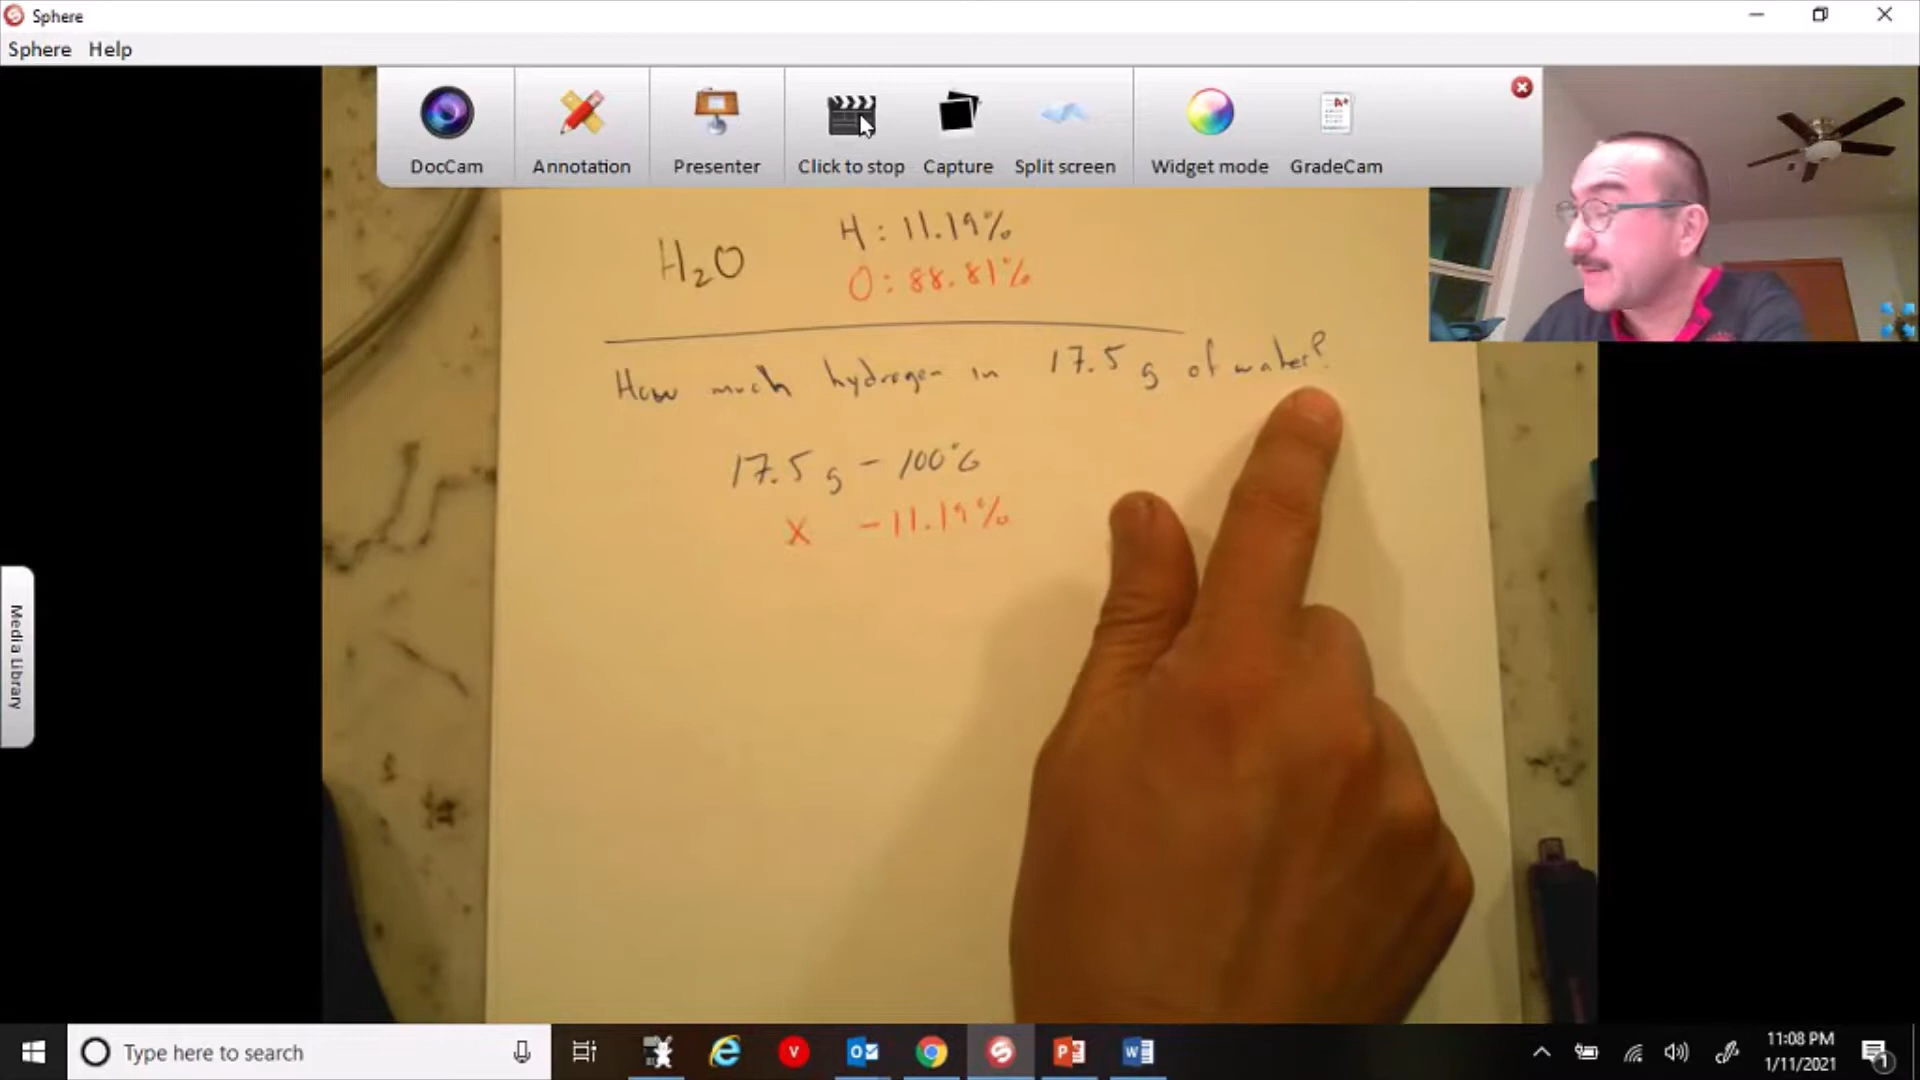 Sphere
Sphere Help
DocCam Annotation Presenter Click to stop Capture Split screen Widget mode GradeCam
A+
H₂O
H : 11.19%
O : 88.81%
How much hydrogen in 17.5 g of water?
17.5 g - 100%
x - 11.19%
Media Library
Type here to search
11:08 PM
1/11/2021
1